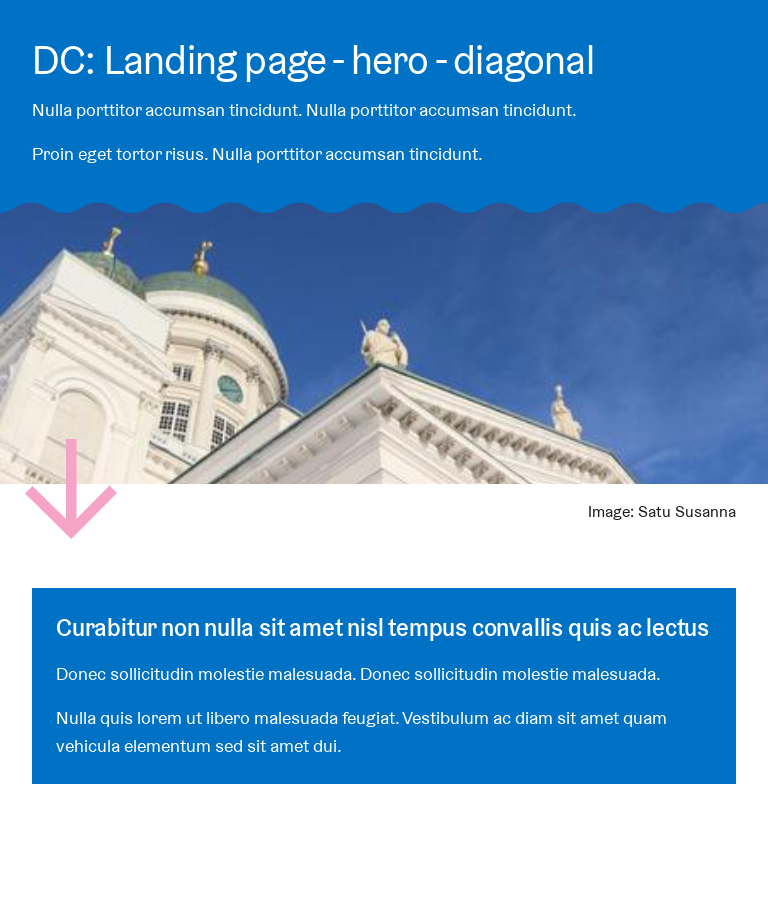 DC: Landing page - hero - diagonal
Nulla porttitor accumsan tincidunt. Nulla porttitor accumsan tincidunt.
Proin eget tortor risus. Nulla porttitor accumsan tincidunt.
Image: Satu Susanna
Curabitur non nulla sit amet nisl tempus convallis quis ac lectus
Donec sollicitudin molestie malesuada. Donec sollicitudin molestie malesuada.
Nulla quis lorem ut libero malesuada feugiat. Vestibulum ac diam sit amet quam
vehicula elementum sed sit amet dui.